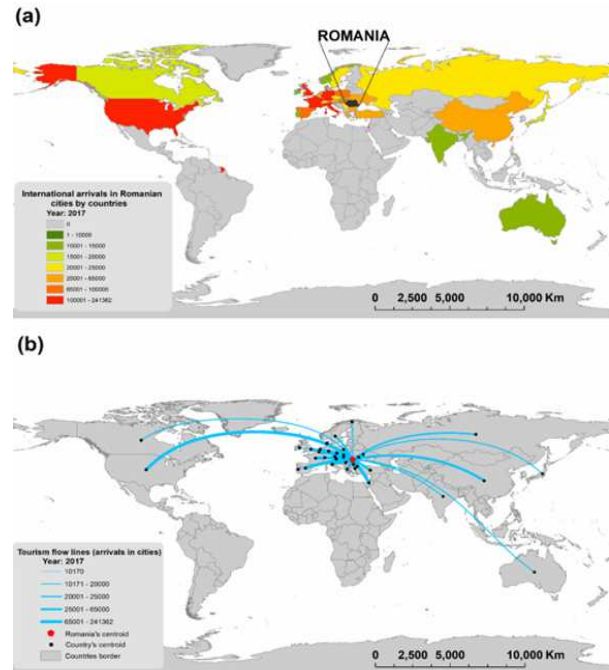 (a)
ROMANIA
International arrivals in Romanian
cities by countries
Year: 2017
0
1 - 10000
10001 - 15000
15001 - 20000
20001 - 25000
20001 - 65000
65001 - 100000
100001 - 241362
0 2,500 5,000 10,000 Km
(b)
Tourism flow lines (arrivals in cities)
Year: 2017
10170
10171 - 20000
20001 - 25000
25001 - 65000
65001 - 241362
Romania's centroid
Country's centroid
Countries border
0 2,500 5,000 10,000 Km